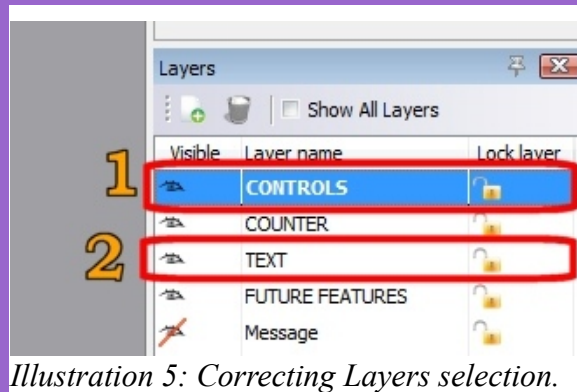 Layers
Show All Layers
Visible Layer name Lock layer
1 CONTROLS
COUNTER
2 TEXT
FUTURE FEATURES
Message
Illustration 5: Correcting Layers selection.